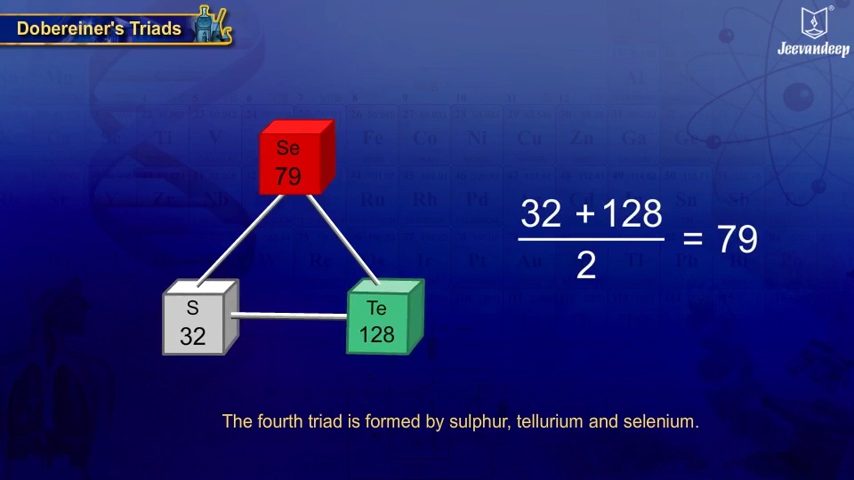 Dobereiner's Triads
Jeevandeep
Se
79
S
32
Te
128
32 + 128
2
= 79
The fourth triad is formed by sulphur, tellurium and selenium.